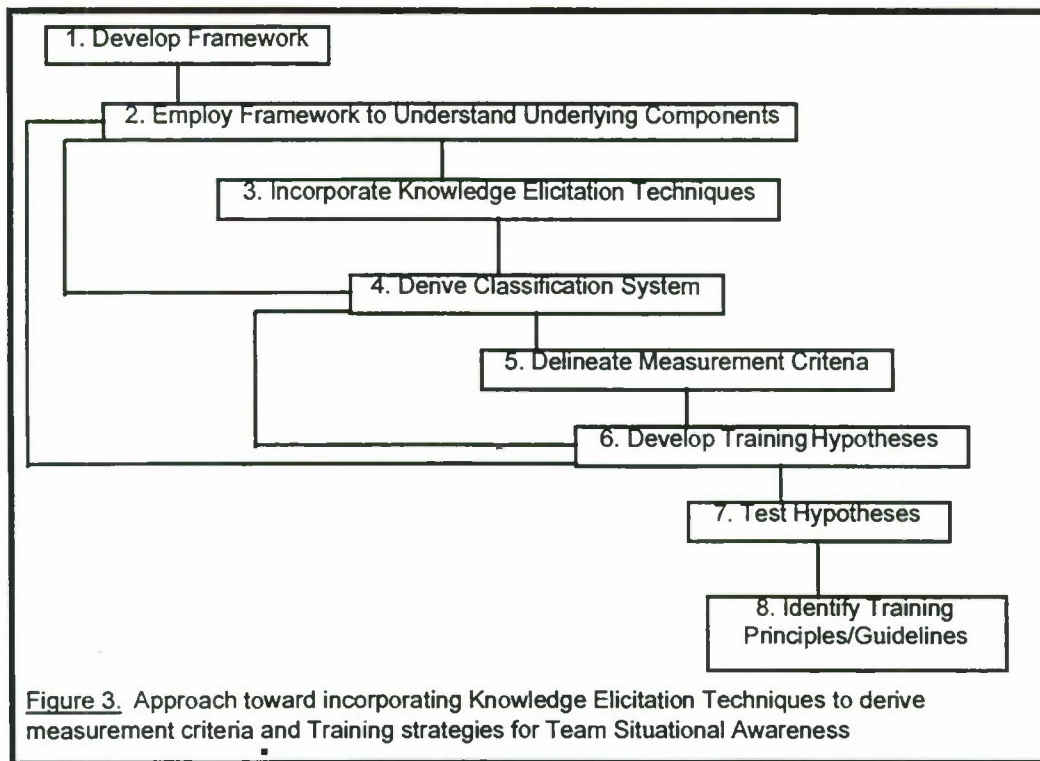 1. Develop Framework
2. Employ Framework to Understand Underlying Components
3. Incorporate Knowledge Elicitation Techniques
4. Derive Classification System
5. Delineate Measurement Criteria
6. Develop Training Hypotheses
7. Test Hypotheses
8. Identify Training
Principles/Guidelines
Figure 3. Approach toward incorporating Knowledge Elicitation Techniques to derive
measurement criteria and Training strategies for Team Situational Awareness